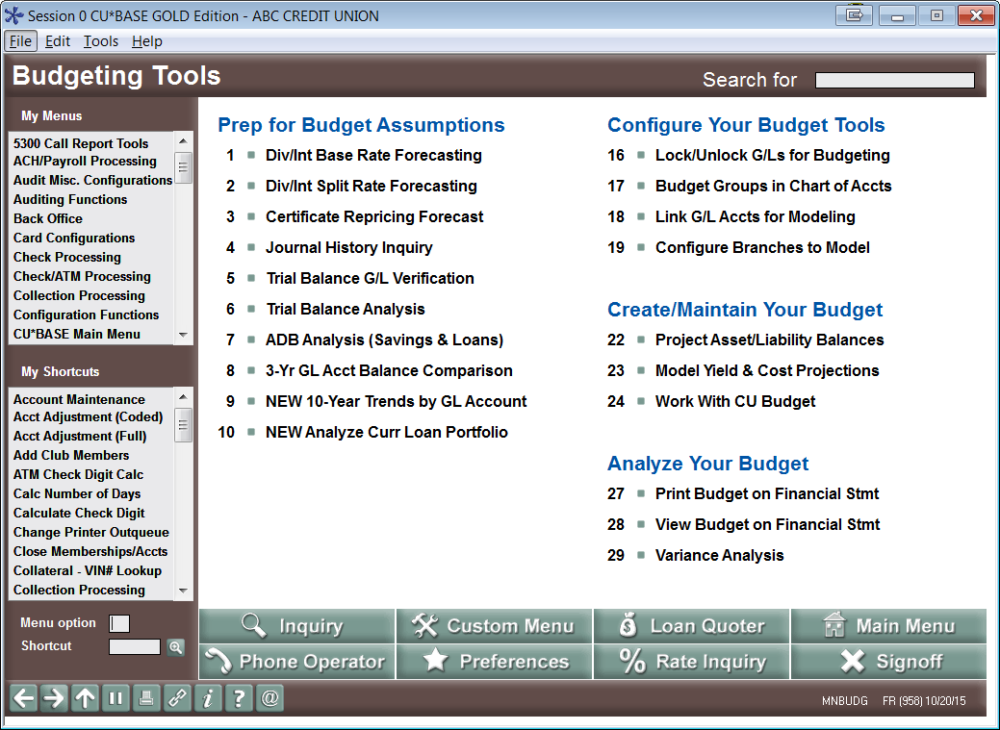 Session 0 CU*BASE GOLD Edition - ABC CREDIT UNION
File Edit Tools Help
Budgeting Tools
Search for
My Menus
5300 Call Report Tools
ACH/Payroll Processing
Audit Misc. Configurations
Auditing Functions
Back Office
Card Configurations
Check Processing
Check/ATM Processing
Collection Processing
Configuration Functions
CU*BASE Main Menu
My Shortcuts
Account Maintenance
Acct Adjustment (Coded)
Acct Adjustment (Full)
Add Club Members
ATM Check Digit Calc
Calc Number of Days
Calculate Check Digit
Change Printer Outqueue
Close Memberships/Accts
Collateral - VIN# Lookup
Collection Processing
Menu option
Shortcut
Prep for Budget Assumptions
1 Div/Int Base Rate Forecasting
2 Div/Int Split Rate Forecasting
3 Certificate Repricing Forecast
4 Journal History Inquiry
5 Trial Balance G/L Verification
6 Trial Balance Analysis
7 ADB Analysis (Savings & Loans)
8 3-Yr GL Acct Balance Comparison
9 NEW 10-Year Trends by GL Account
10 NEW Analyze Curr Loan Portfolio
Configure Your Budget Tools
16 Lock/Unlock G/Ls for Budgeting
17 Budget Groups in Chart of Accts
18 Link G/L Accts for Modeling
19 Configure Branches to Model
Create/Maintain Your Budget
22 Project Asset/Liability Balances
23 Model Yield & Cost Projections
24 Work With CU Budget
Analyze Your Budget
27 Print Budget on Financial Stmt
28 View Budget on Financial Stmt
29 Variance Analysis
Inquiry Custom Menu Loan Quoter Main Menu
Phone Operator Preferences % Rate Inquiry Signoff
i ? @
MNBUDG FR (958) 10/20/15